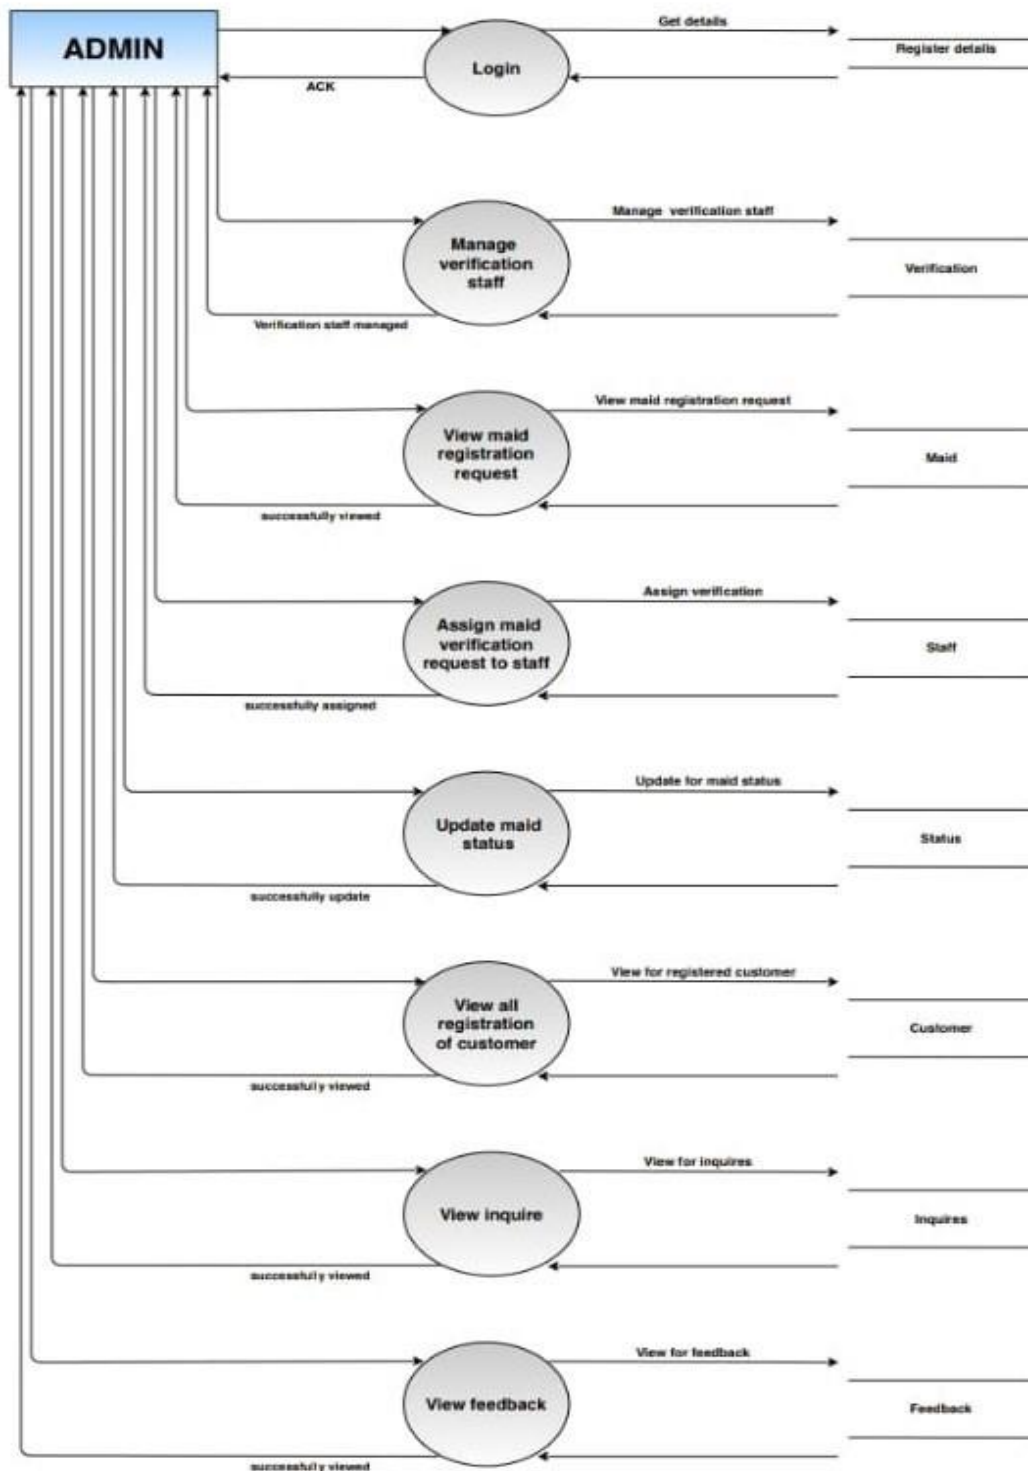 ADMIN
Get details
Login
Register details
ACK
Manage verification staff
Manage
verification
staff
Verification
Verification staff managed
View maid registration request
View maid
registration
request
Maid
successfully viewed
Assign verification
Assign maid
verification
request to staff
Staff
successfully assigned
Update for maid status
Update maid
status
Status
successfully update
View for registered customer
View all
registration
of customer
Customer
successfully viewed
View for inquires
View inquire
Inquires
successfully viewed
View for feedback
View feedback
Feedback
successfully viewed